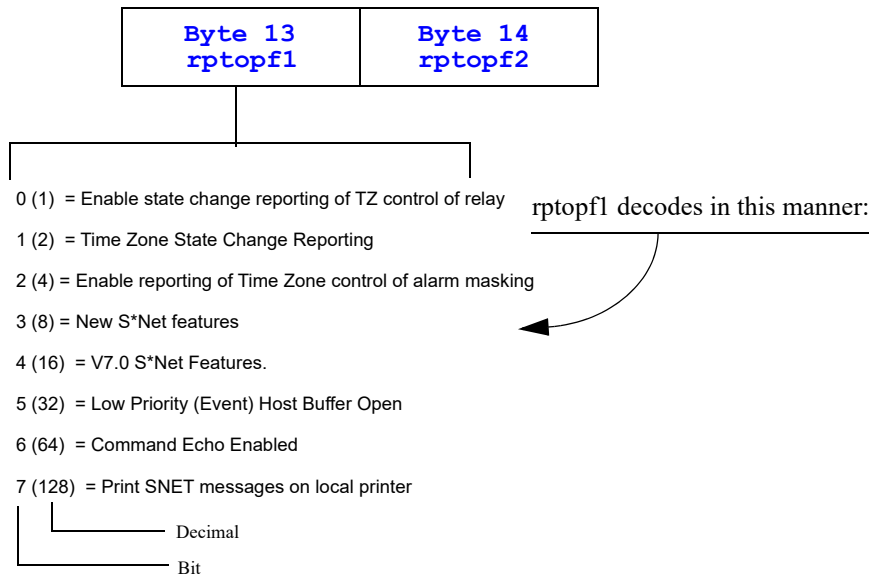 Byte 13 Byte 14
rptopf1 rptopf2
0 (1) = Enable state change reporting of TZ control of relay
rptopf1 decodes in this manner:
1 (2) = Time Zone State Change Reporting
2 (4) = Enable reporting of Time Zone control of alarm masking
3 (8) = New S*Net features
4 (16) = V7.0 S*Net Features.
5 (32) = Low Priority (Event) Host Buffer Open
6 (64) = Command Echo Enabled
7 (128) = Print SNET messages on local printer
Decimal
Bit